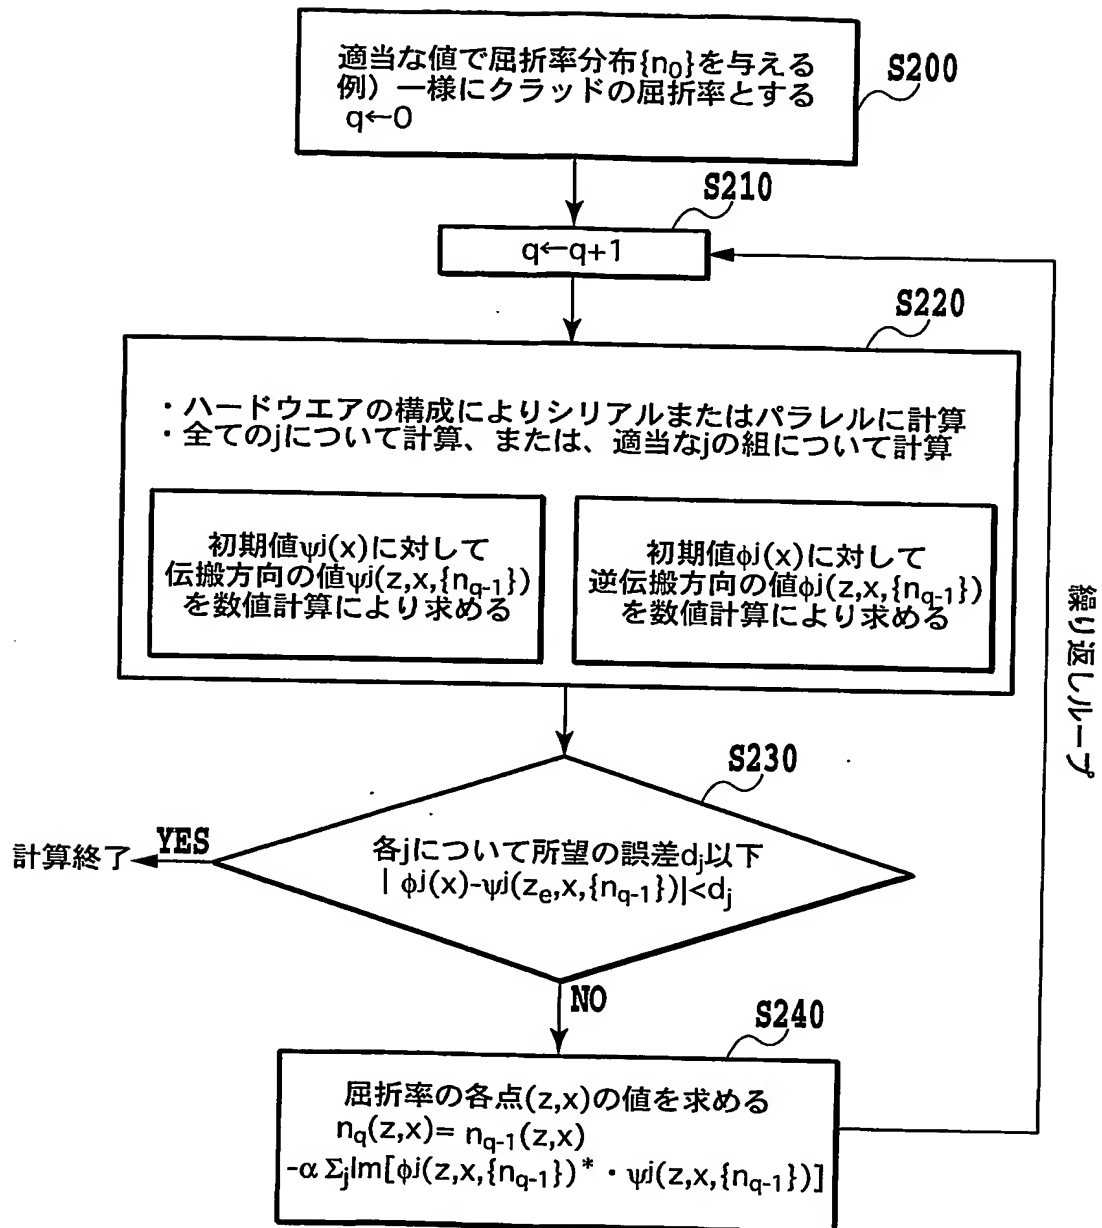 適当な値で屈折率分布{n0}を与える
例）一様にクラッドの屈折率とする
q←0
S200
S210
q←q+1
S220
・ハードウエアの構成によりシリアルまたはパラレルに計算
・全てのjについて計算、または、適当なjの組について計算
初期値ψj(x)に対して
伝搬方向の値ψj(z,x,{nq-1})
を数値計算により求める
初期値ϕj(x)に対して
逆伝搬方向の値ϕj(z,x,{nq-1})
を数値計算により求める
繰り返しループ
S230
各jについて所望の誤差dj以下
| ϕj(x)-ψj(ze,x,{nq-1})|<dj
YES
計算終了
NO
S240
屈折率の各点(z,x)の値を求める
nq(z,x)= nq-1(z,x)
-α ΣjIm[ϕj(z,x,{nq-1})*・ψj(z,x,{nq-1})]